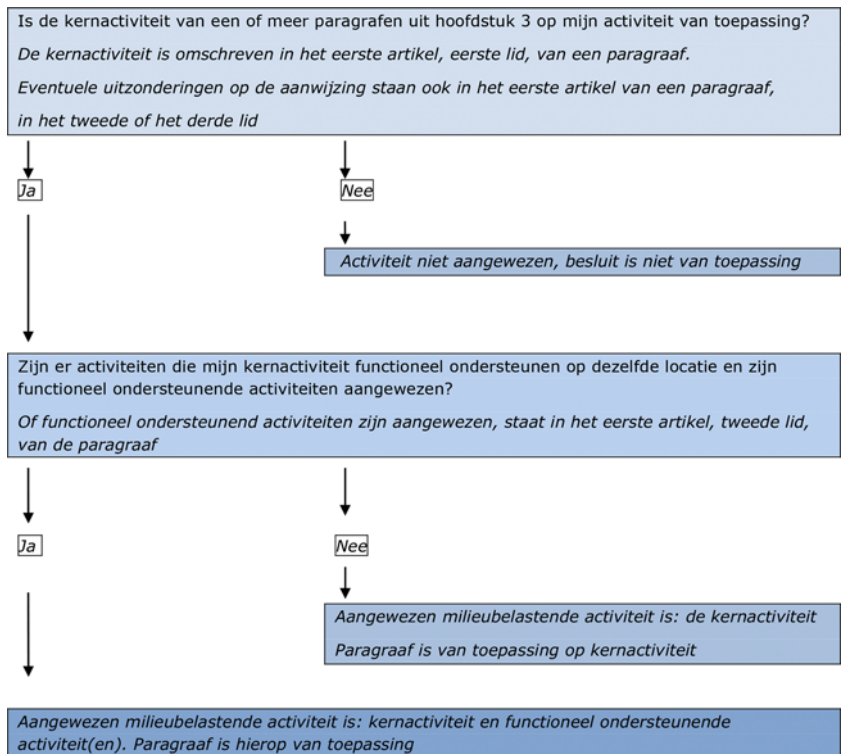 Is de kernactiviteit van een of meer paragrafen uit hoofdstuk 3 op mijn activiteit van toepassing?
De kernactiviteit is omschreven in het eerste artikel, eerste lid, van een paragraaf.
Eventuele uitzonderingen op de aanwijzing staan ook in het eerste artikel van een paragraaf,
in het tweede of het derde lid
Ja
Nee
Activiteit niet aangewezen, besluit is niet van toepassing
Zijn er activiteiten die mijn kernactiviteit functioneel ondersteunen op dezelfde locatie en zijn
functioneel ondersteunende activiteiten aangewezen?
Of functioneel ondersteunend activiteiten zijn aangewezen, staat in het eerste artikel, tweede lid,
van de paragraaf
Ja
Nee
Aangewezen milieubelastende activiteit is: de kernactiviteit
Paragraaf is van toepassing op kernactiviteit
Aangewezen milieubelastende activiteit is: kernactiviteit en functioneel ondersteunende
activiteit(en). Paragraaf is hierop van toepassing